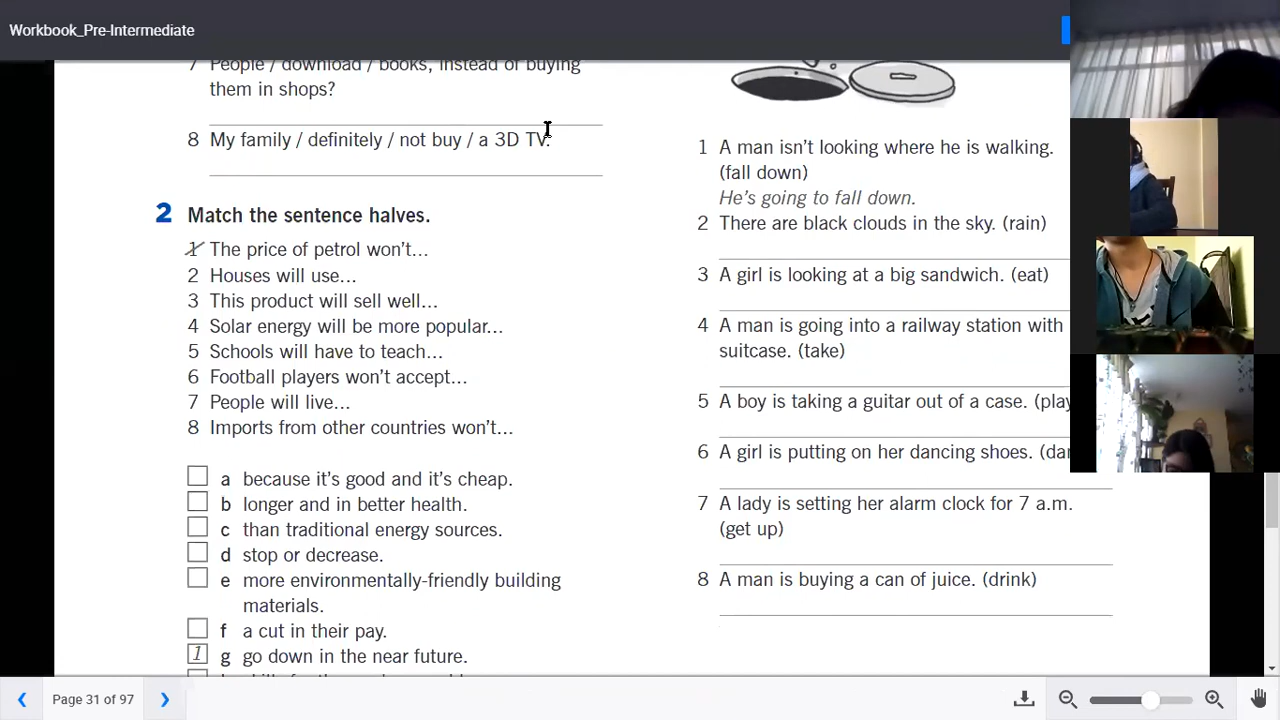 Workbook_Pre-Intermediate
7 People / download / books, instead of buying
them in shops?
8 My family / definitely / not buy / a 3D TV.
2 Match the sentence halves.
1 The price of petrol won't…
2 Houses will use…
3 This product will sell well…
4 Solar energy will be more popular…
5 Schools will have to teach…
6 Football players won't accept…
7 People will live…
8 Imports from other countries won't…
a because it's good and it's cheap.
b longer and in better health.
c than traditional energy sources.
d stop or decrease.
e more environmentally-friendly building
materials.
f a cut in their pay.
1 g go down in the near future.
1 A man isn't looking where he is walking.
(fall down)
He's going to fall down.
2 There are black clouds in the sky. (rain)
3 A girl is looking at a big sandwich. (eat)
4 A man is going into a railway station with
suitcase. (take)
5 A boy is taking a guitar out of a case. (play
6 A girl is putting on her dancing shoes.
7 A lady is setting her alarm clock for 7 a.m.
(get up)
8 A man is buying a can of juice. (drink)
Page 31 of 97